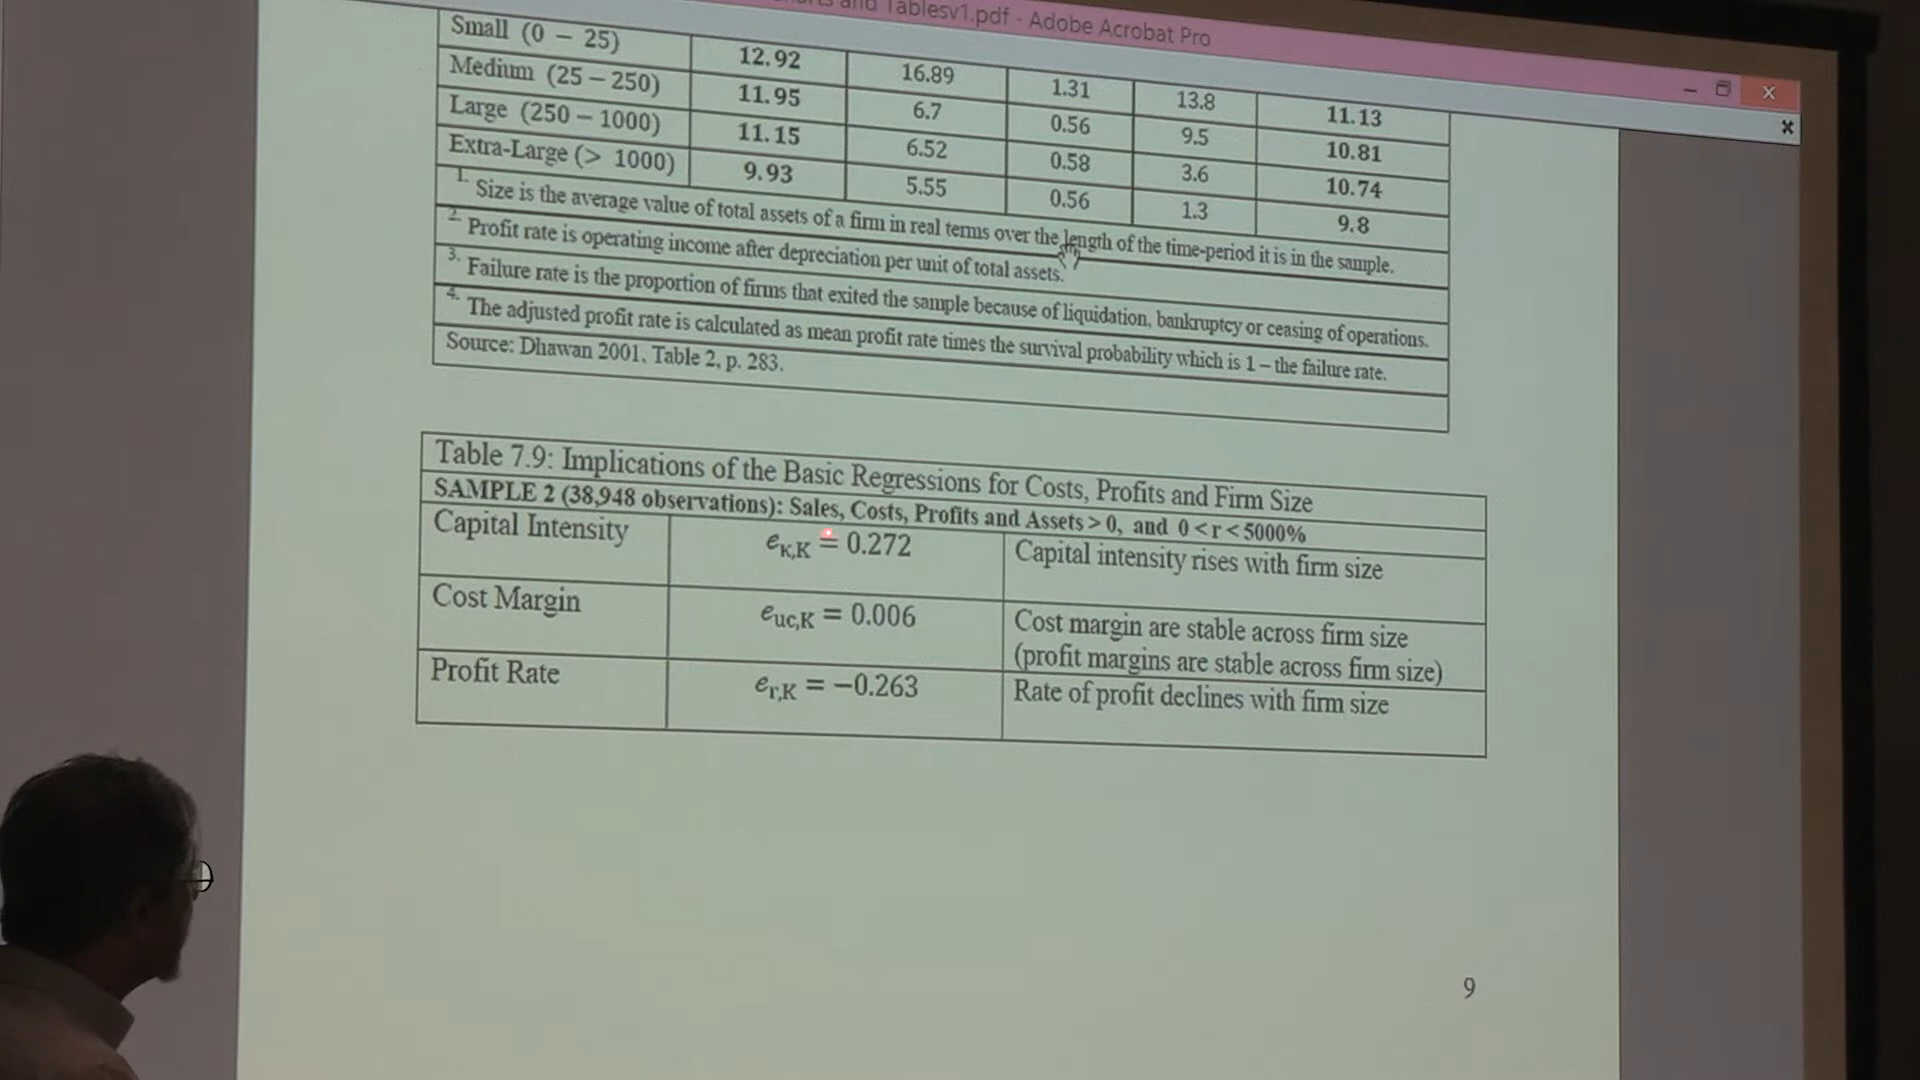 and Tablesv1.pdf - Adobe Acrobat Pro
Small (0 – 25) 12.92 16.89 1.31 13.8 11.13
Medium (25 – 250) 11.95 6.7 0.56 9.5 10.81
Large (250 – 1000) 11.15 6.52 0.58 3.6 10.74
Extra-Large (> 1000) 9.93 5.55 0.56 1.3 9.8
1. Size is the average value of total assets of a firm in real terms over the length of the time-period it is in the sample.
2. Profit rate is operating income after depreciation per unit of total assets.
3. Failure rate is the proportion of firms that exited the sample because of liquidation, bankruptcy or ceasing of operations.
4. The adjusted profit rate is calculated as mean profit rate times the survival probability which is 1 – the failure rate.
Source: Dhawan 2001, Table 2, p. 283.
Table 7.9: Implications of the Basic Regressions for Costs, Profits and Firm Size
SAMPLE 2 (38,948 observations): Sales, Costs, Profits and Assets > 0, and 0 < r < 5000%
Capital Intensity eκ,K = 0.272 Capital intensity rises with firm size
Cost Margin euc,K = 0.006 Cost margin are stable across firm size
(profit margins are stable across firm size)
Profit Rate er,K = −0.263 Rate of profit declines with firm size
9